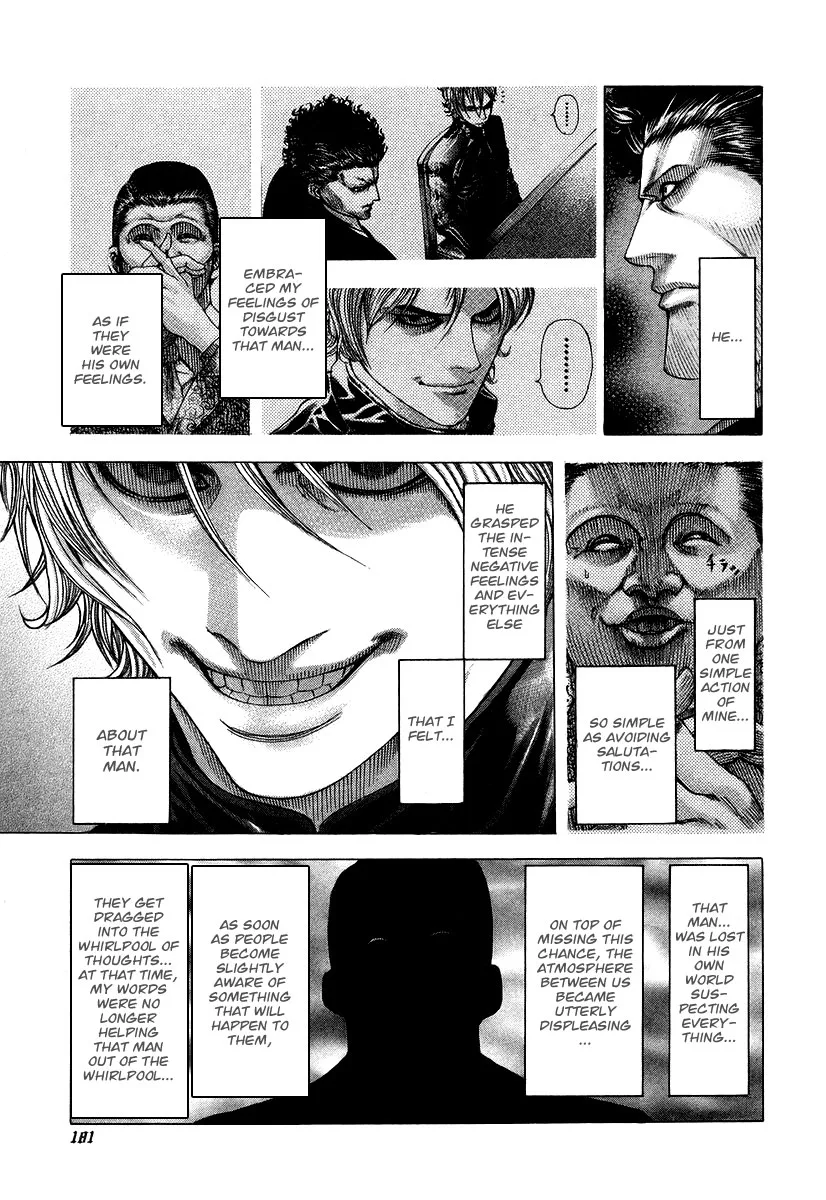 HE...
EMBRA-
CED MY
FEELINGS OF
DISGUST
TOWARDS
THAT MAN...
AS IF
THEY
WERE
HIS OWN
FEELINGS.
チラッ
JUST
FROM
ONE
SIMPLE
ACTION
OF
MINE...
SO SIMPLE
AS AVOIDING
SALUTA-
TIONS...
HE
GRASPED
THE IN-
TENSE
NEGATIVE
FEELINGS
AND EV-
ERYTHING
ELSE
THAT I
FELT...
ABOUT
THAT
MAN.
THAT
MAN...
WAS LOST
IN HIS
OWN
WORLD
SUS-
PECTING
EVERY-
THING...
ON TOP OF
MISSING THIS
CHANCE, THE
ATMOSPHERE
BETWEEN US
BECAME
UTTERLY
DISPLEASING
...
AS SOON
AS PEOPLE
BECOME
SLIGHTLY
AWARE OF
SOMETHING
THAT WILL
HAPPEN TO
THEM,
THEY GET
DRAGGED
INTO THE
WHIRLPOOL OF
THOUGHTS...
AT THAT TIME,
MY WORDS
WERE NO
LONGER
HELPING
THAT MAN
OUT OF THE
WHIRLPOOL...
101